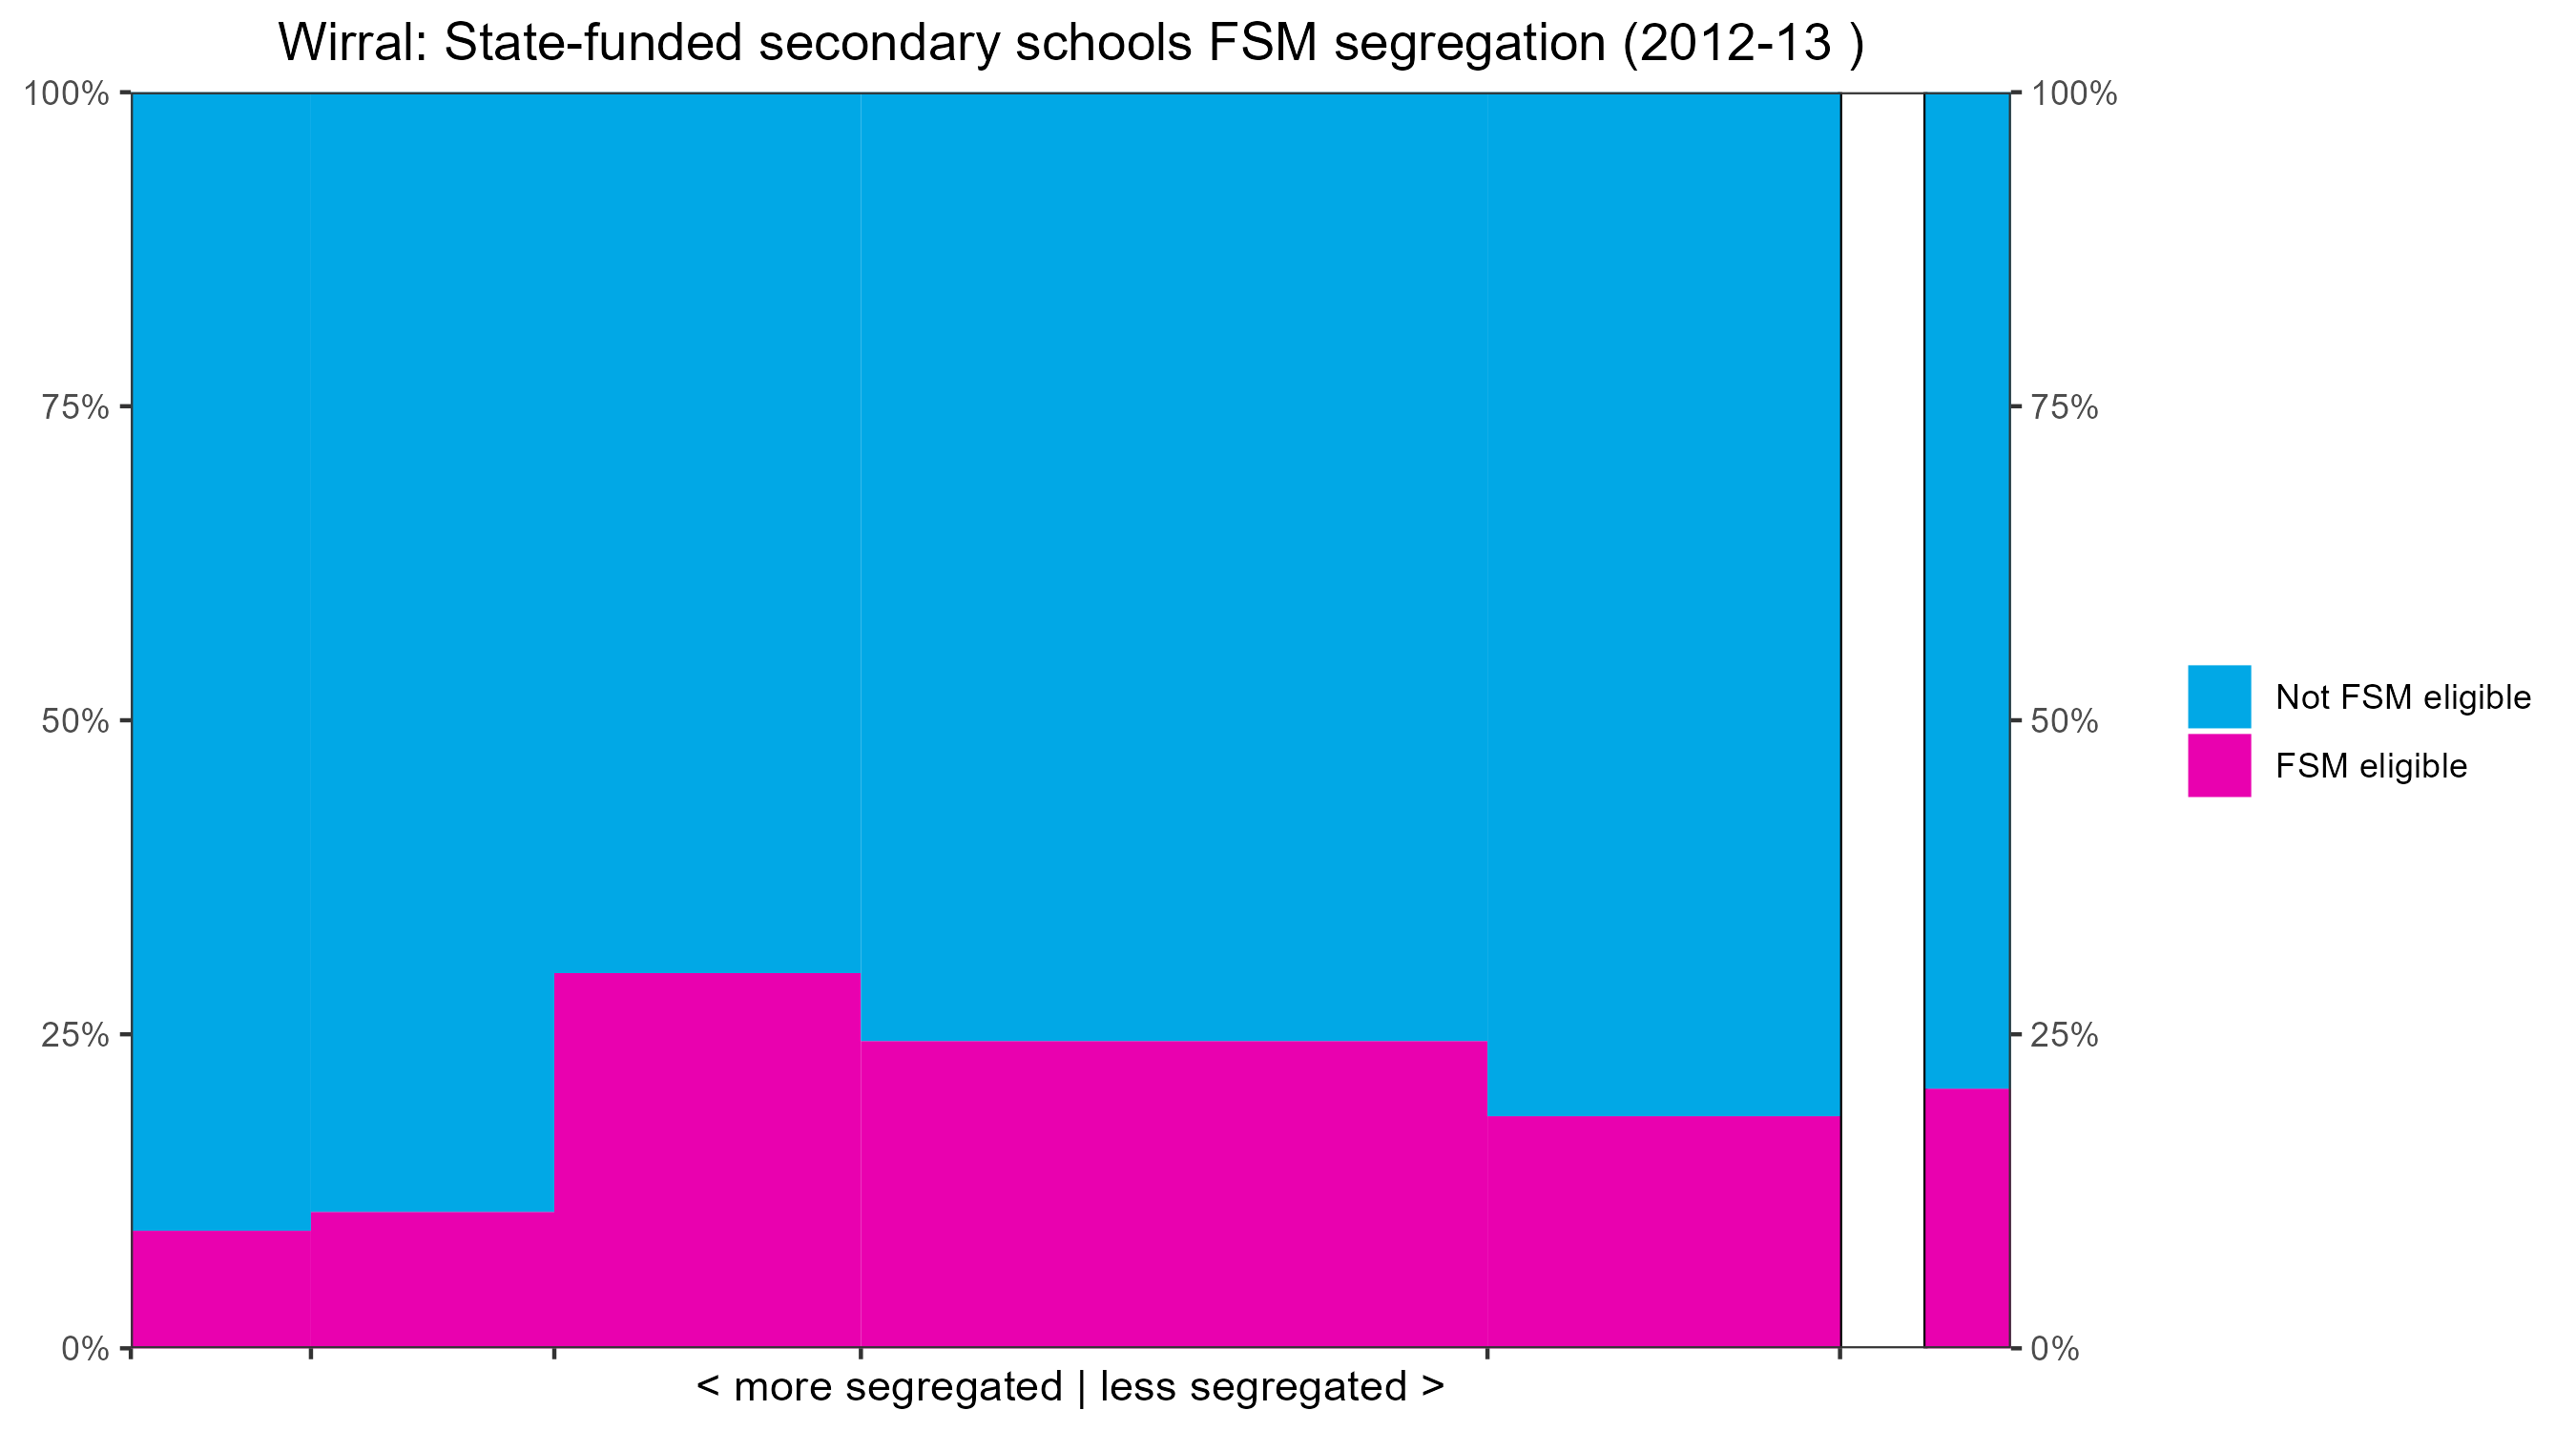 Wirral: State-funded secondary schools FSM segregation (2012-13 )
100%
75%
50%
25%
0%
100%
75%
50%
25%
0%
Not FSM eligible
FSM eligible
< more segregated | less segregated >